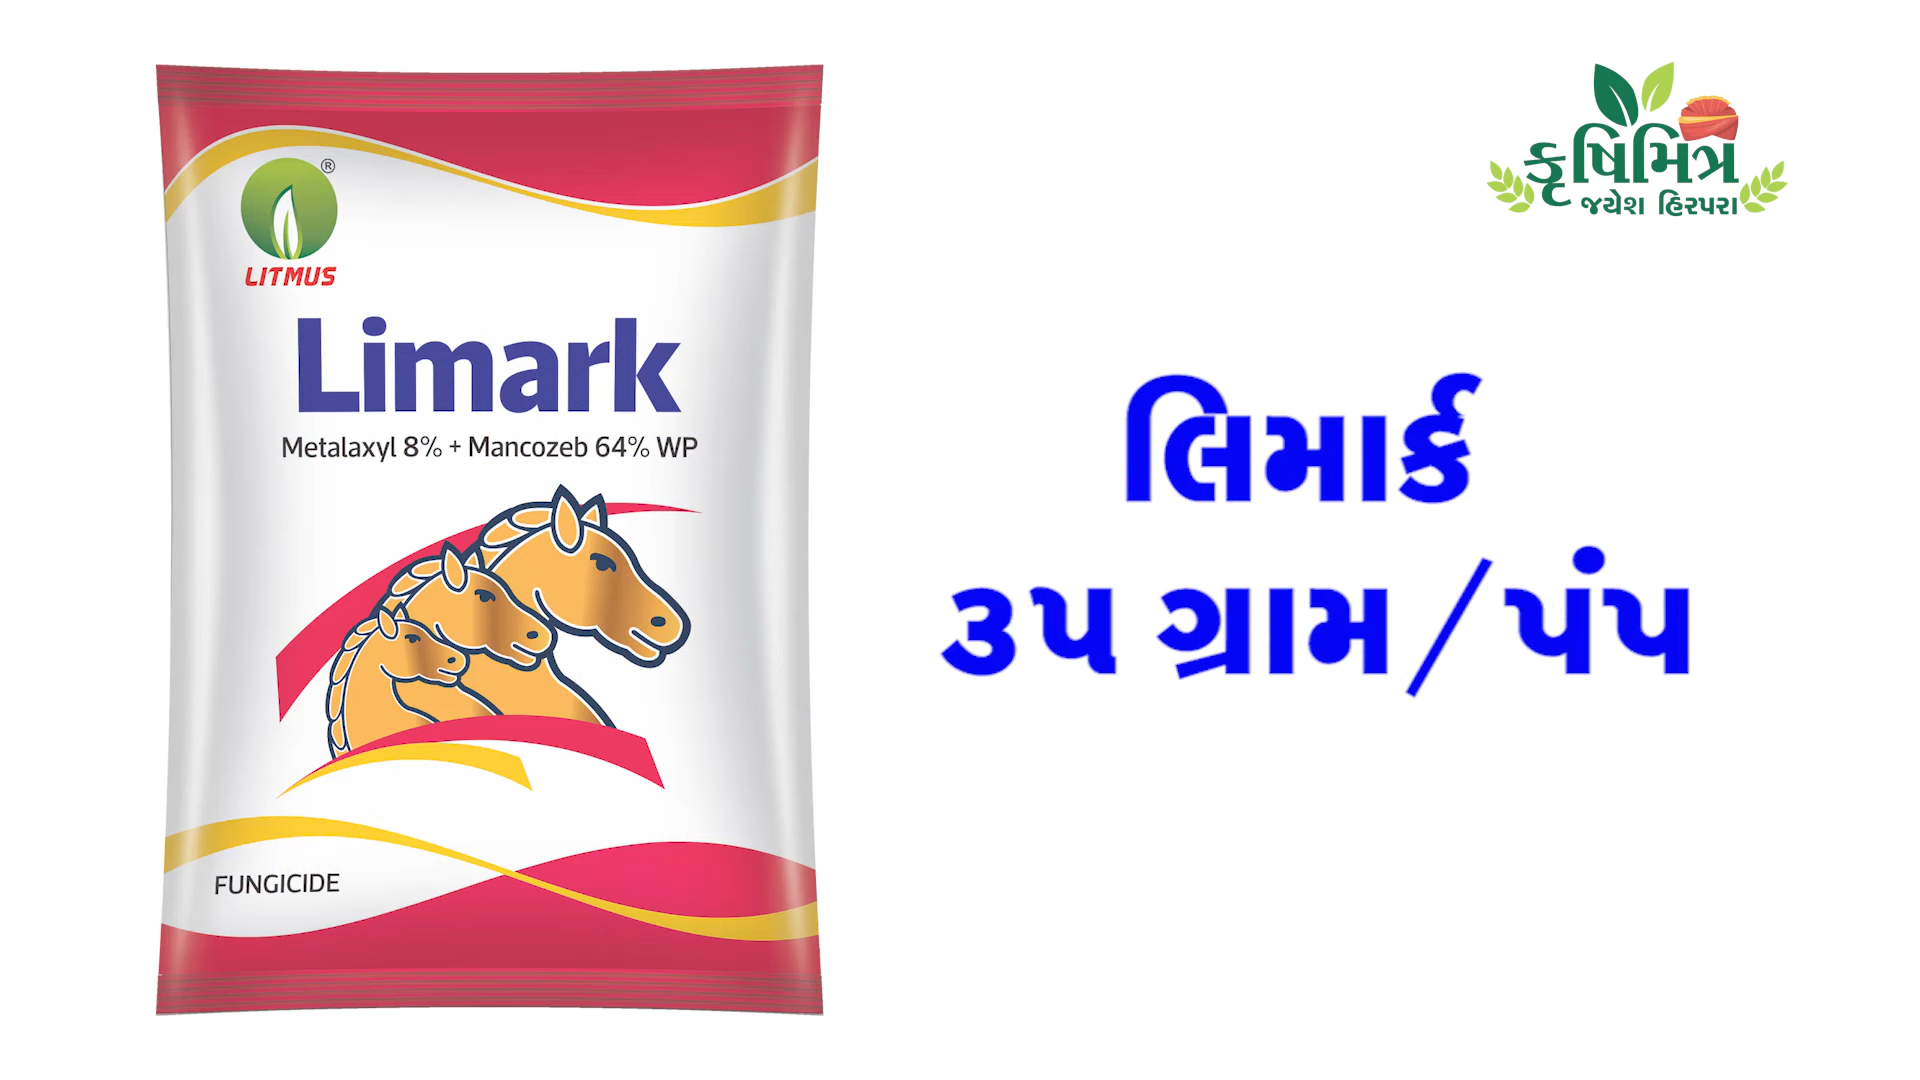 ®
LITMUS
Limark
Metalaxyl 8% + Mancozeb 64% WP
FUNGICIDE
કૃષિમિત્ર
જયેશ હિરપરા
લિમાર્ક
૩૫ ગ્રામ/પંપ